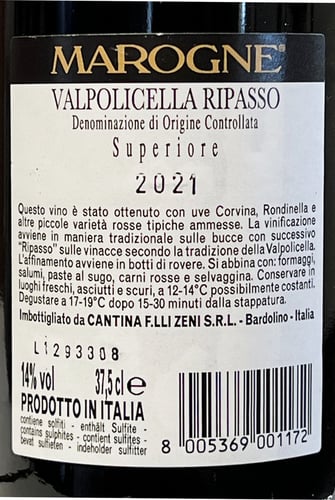 MAROGNE®
VALPOLICELLA RIPASSO
Denominazione di Origine Controllata
Superiore
2021
Questo vino è stato ottenuto con uve Corvina, Rondinella e
altre piccole varietà rosse tipiche ammesse. La vinificazione
avviene in maniera tradizionale sulle bucce con successivo
"Ripasso" sulle vinacce secondo la tradizione della Valpolicella.
L'affinamento avviene in botti di rovere. Si abbina con: formaggi,
salumi, paste al sugo, carni rosse e selvaggina. Conservare in
luoghi freschi, asciutti e scuri, a 12-14°C possibilmente costanti.
Degustare a 17-19°C dopo 15-30 minuti dalla stappatura.
Imbottigliato da CANTINA F.LLI ZENI S.R.L. - Bardolino - Italia
L1293308
14% vol 37,5 cl e
PRODOTTO IN ITALIA
contiene solfiti - enthält Sulfite -
contains sulphites - contient sulfites -
bevat sulfieten - indeholder sulfitter
8 005369 001172